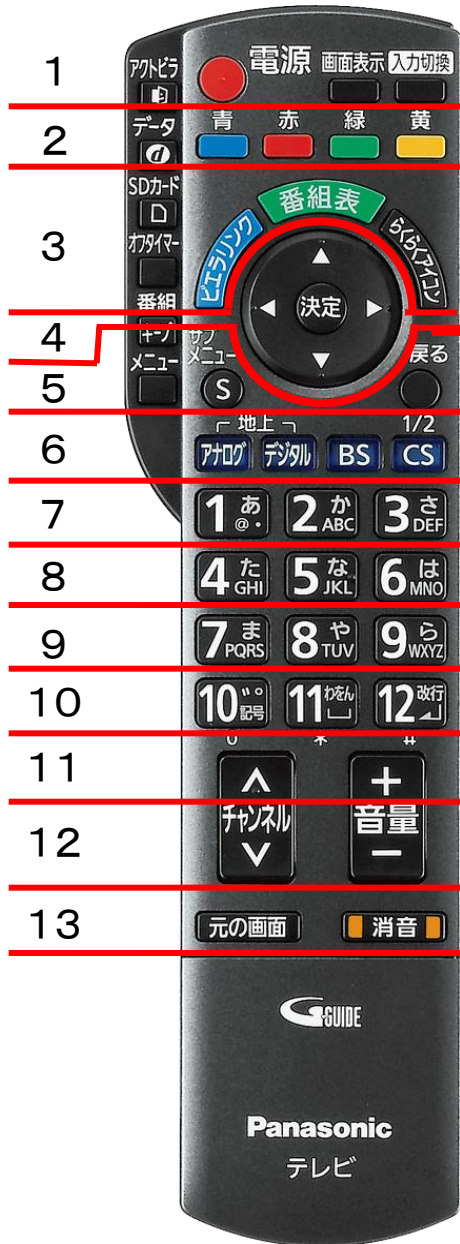 1 アクトビラ 電源 画面表示 入力切換
2 データ d 青 赤 緑 黄
3 SDカード 番組表
オフタイマー ビエラリンク らくらくアイコン
▲
番組 ◀ 決定 ▶
4 キープ サブ
メニュー メニュー ▼ 戻る
5 S
地上 1/2
6 アナログ デジタル BS CS
7 1 あ @. 2 か ABC 3 さ DEF
8 4 た GHI 5 な JKL 6 は MNO
9 7 ま PQRS 8 や TUV 9 ら WXYZ
10 10 ゛゜ 記号 11 わをん 12 改行
0 * #
11 ∧ +
12 チャンネル 音量
∨ −
13 元の画面 消音
G-GUIDE
Panasonic
テレビ